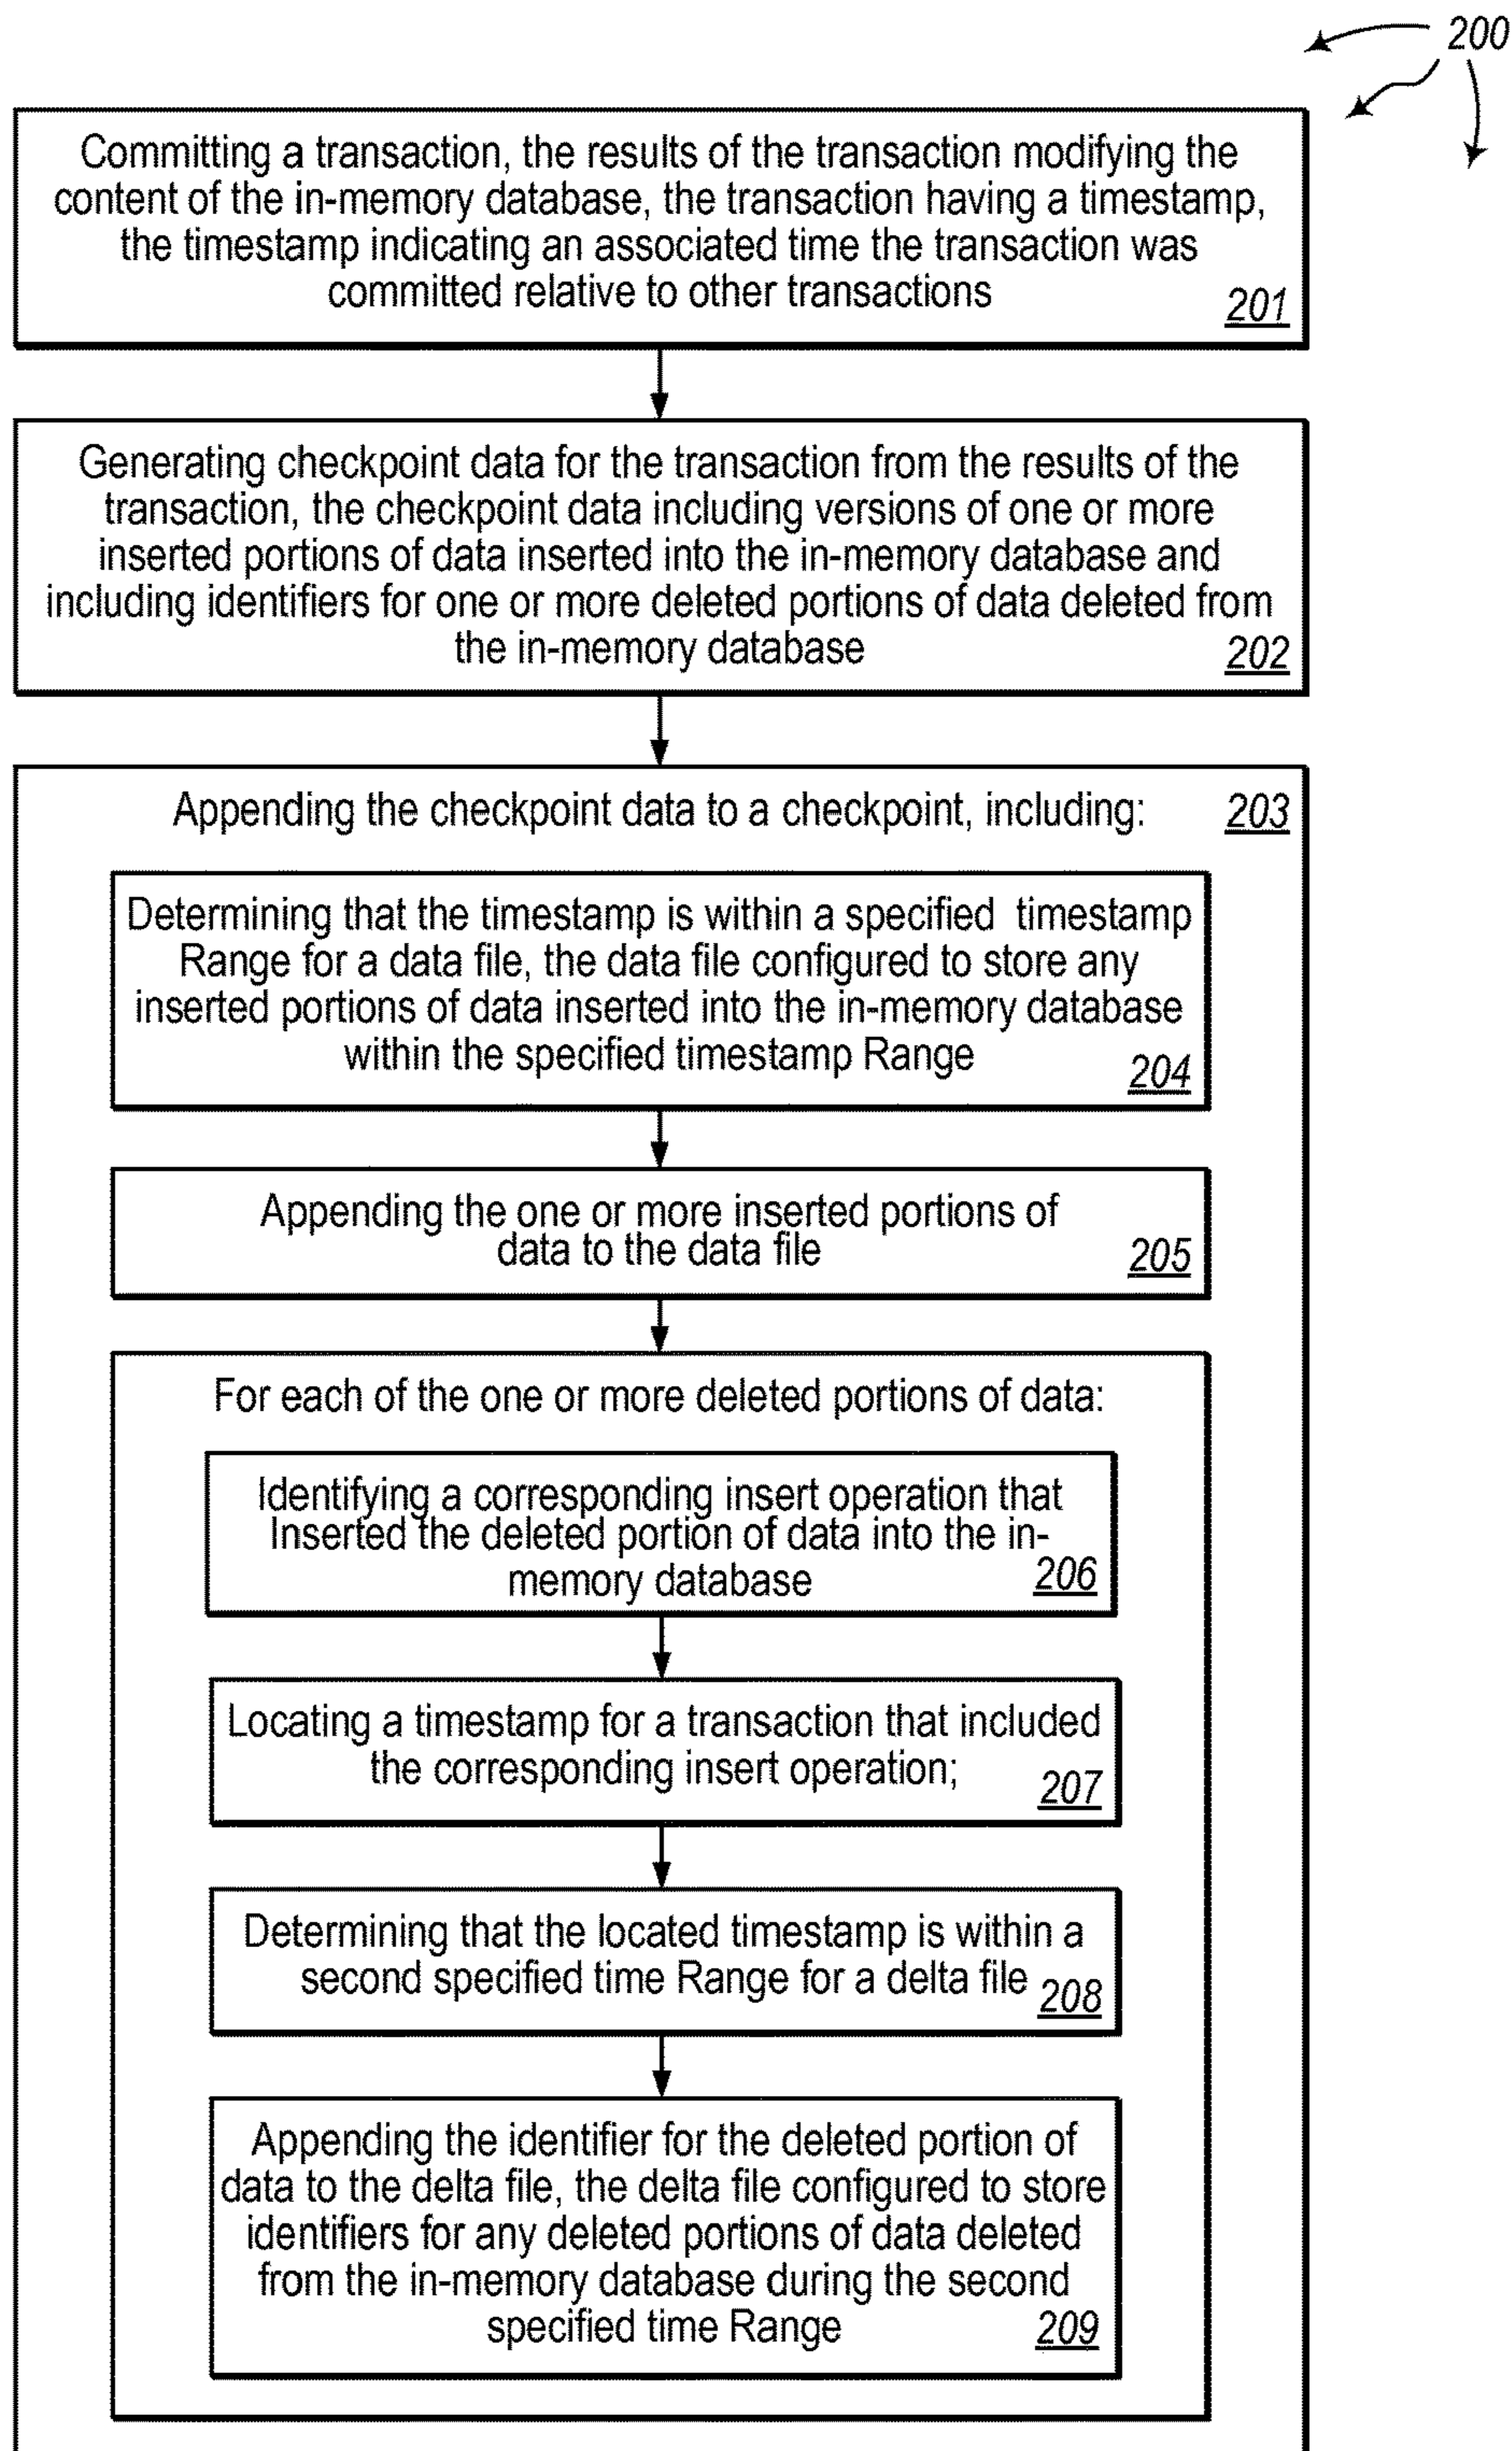 200
Committing a transaction, the results of the transaction modifying the
content of the in-memory database, the transaction having a timestamp,
the timestamp indicating an associated time the transaction was
committed relative to other transactions
201
Generating checkpoint data for the transaction from the results of the
transaction, the checkpoint data including versions of one or more
inserted portions of data inserted into the in-memory database and
including identifiers for one or more deleted portions of data deleted from
the in-memory database
202
Appending the checkpoint data to a checkpoint, including:
203
Determining that the timestamp is within a specified timestamp
Range for a data file, the data file configured to store any
inserted portions of data inserted into the in-memory database
within the specified timestamp Range
204
Appending the one or more inserted portions of
data to the data file
205
For each of the one or more deleted portions of data:
Identifying a corresponding insert operation that
Inserted the deleted portion of data into the in-
memory database
206
Locating a timestamp for a transaction that included
the corresponding insert operation;
207
Determining that the located timestamp is within a
second specified time Range for a delta file
208
Appending the identifier for the deleted portion of
data to the delta file, the delta file configured to store
identifiers for any deleted portions of data deleted
from the in-memory database during the second
specified time Range
209